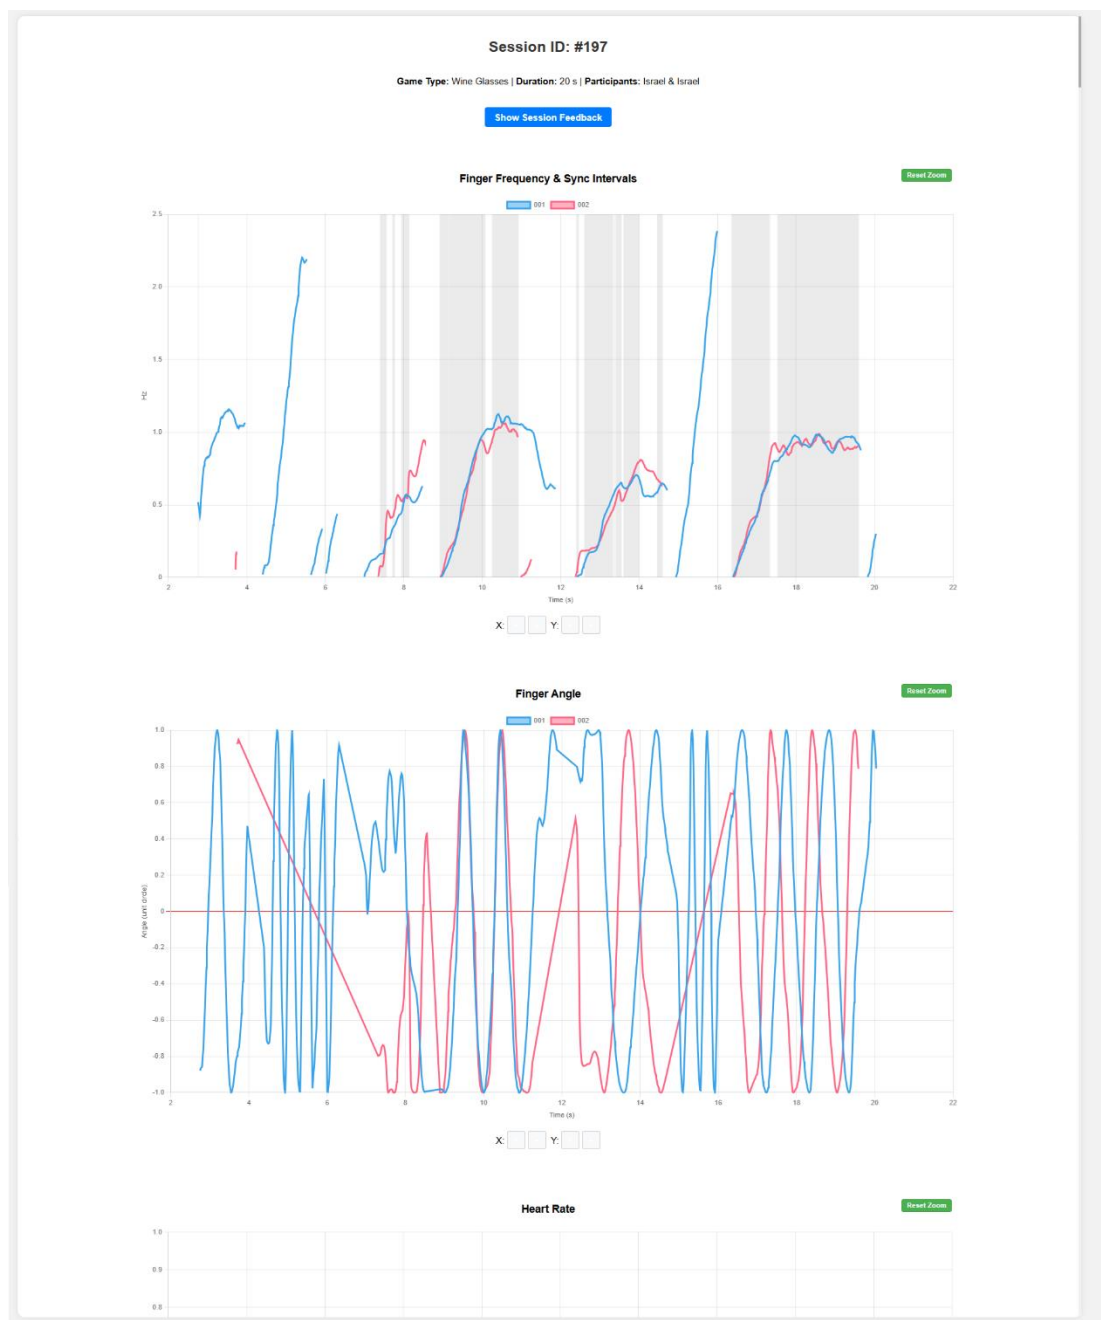 Session ID: #197
Game Type: Wine Glasses | Duration: 20 s | Participants: Israel & Israel
Show Session Feedback
Finger Frequency & Sync Intervals
Reset Zoom
001 002
2.5
2.0
1.5
1.0
0.5
0
Hz
2 4 6 8 10 12 14 16 18 20 22
Time (s)
X: Y:
Finger Angle
Reset Zoom
001 002
1.0
0.8
0.6
0.4
0.2
0
-0.2
-0.4
-0.6
-0.8
-1.0
Angle (unit circle)
2 4 6 8 10 12 14 16 18 20 22
Time (s)
X: Y:
Heart Rate
Reset Zoom
1.0
0.9
0.8